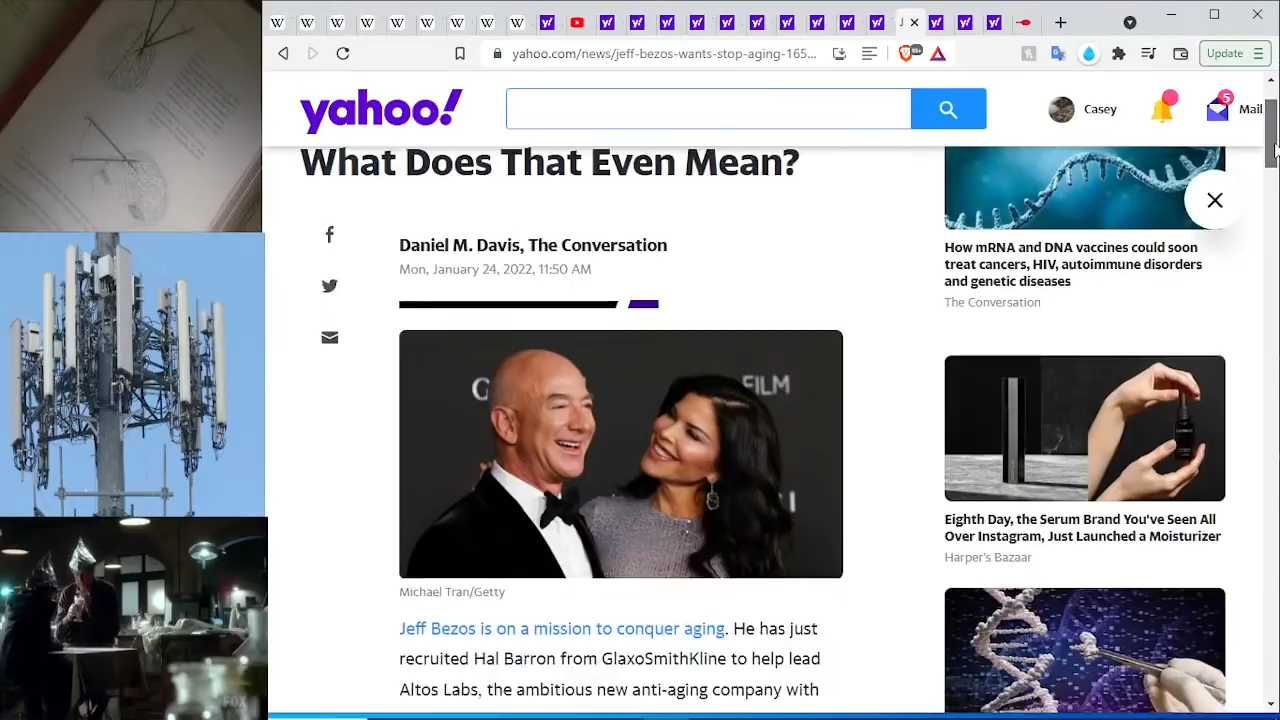 yahoo.com/news/jeff-bezos-wants-stop-aging-165...
99+
Update
yahoo!
Casey
5
Mail
What Does That Even Mean?
Daniel M. Davis, The Conversation
Mon, January 24, 2022, 11:50 AM
G
FILM
Michael Tran/Getty
Jeff Bezos is on a mission to conquer aging. He has just
recruited Hal Barron from GlaxoSmithKline to help lead
Altos Labs, the ambitious new anti-aging company with
How mRNA and DNA vaccines could soon
treat cancers, HIV, autoimmune disorders
and genetic diseases
The Conversation
Eighth Day, the Serum Brand You've Seen All
Over Instagram, Just Launched a Moisturizer
Harper's Bazaar
FOX